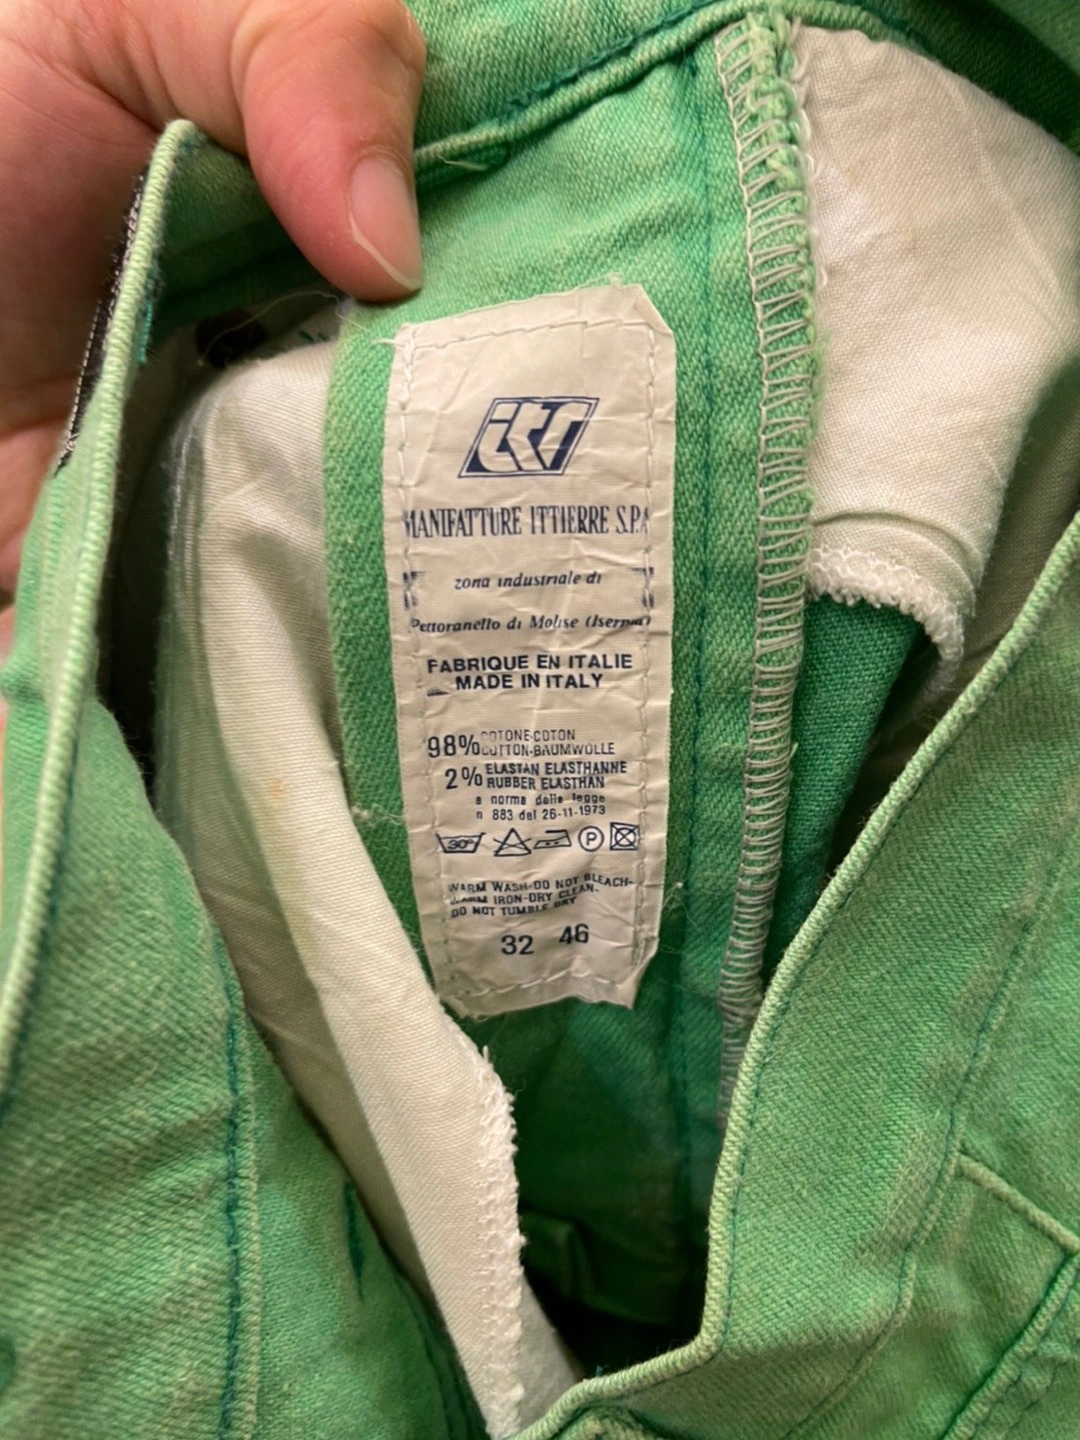 itr
MANIFATTURE ITTIERRE S.P.A
zona industriale di
Pettoranello di Molise (Isernia)
FABRIQUE EN ITALIE
MADE IN ITALY
98% COTONE-COTON
COTTON-BAUMWOLLE
2% ELASTAN ELASTHANNE
RUBBER ELASTHAN
a norma della legge
n 883 del 26-11-1973
30° P
WARM WASH-DO NOT BLEACH-
WARM IRON-DRY CLEAN.
DO NOT TUMBLE DRY
32 46